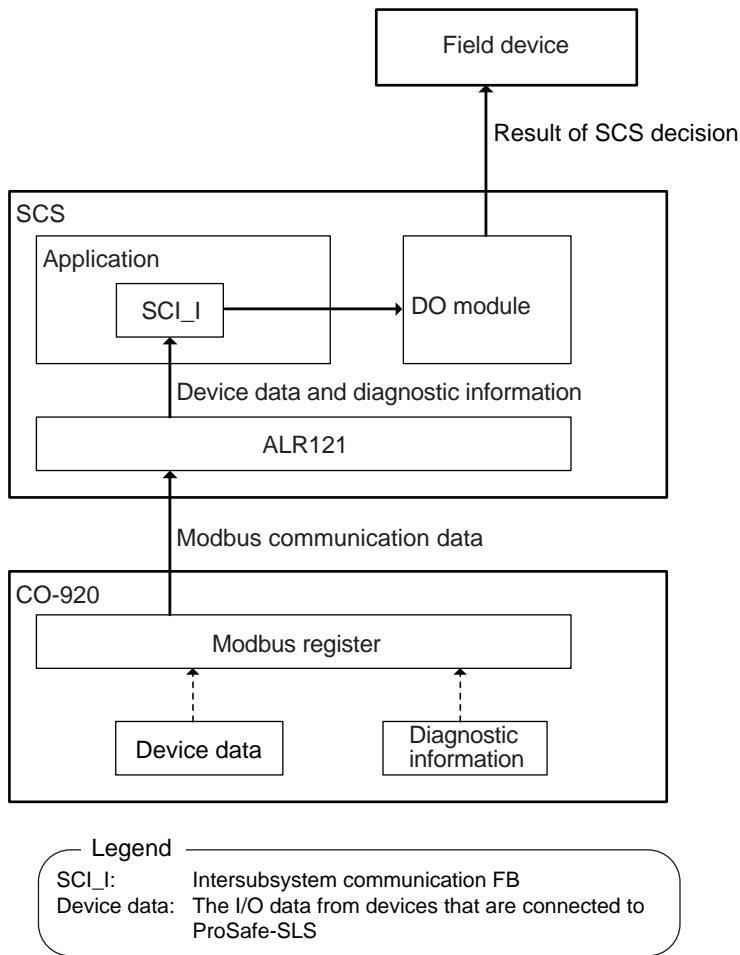 Field device
Result of SCS decision
SCS
Application
SCI_I
DO module
Device data and diagnostic information
ALR121
Modbus communication data
CO-920
Modbus register
Device data
Diagnostic
information
Legend
SCI_I: Intersubsystem communication FB
Device data: The I/O data from devices that are connected to
ProSafe-SLS